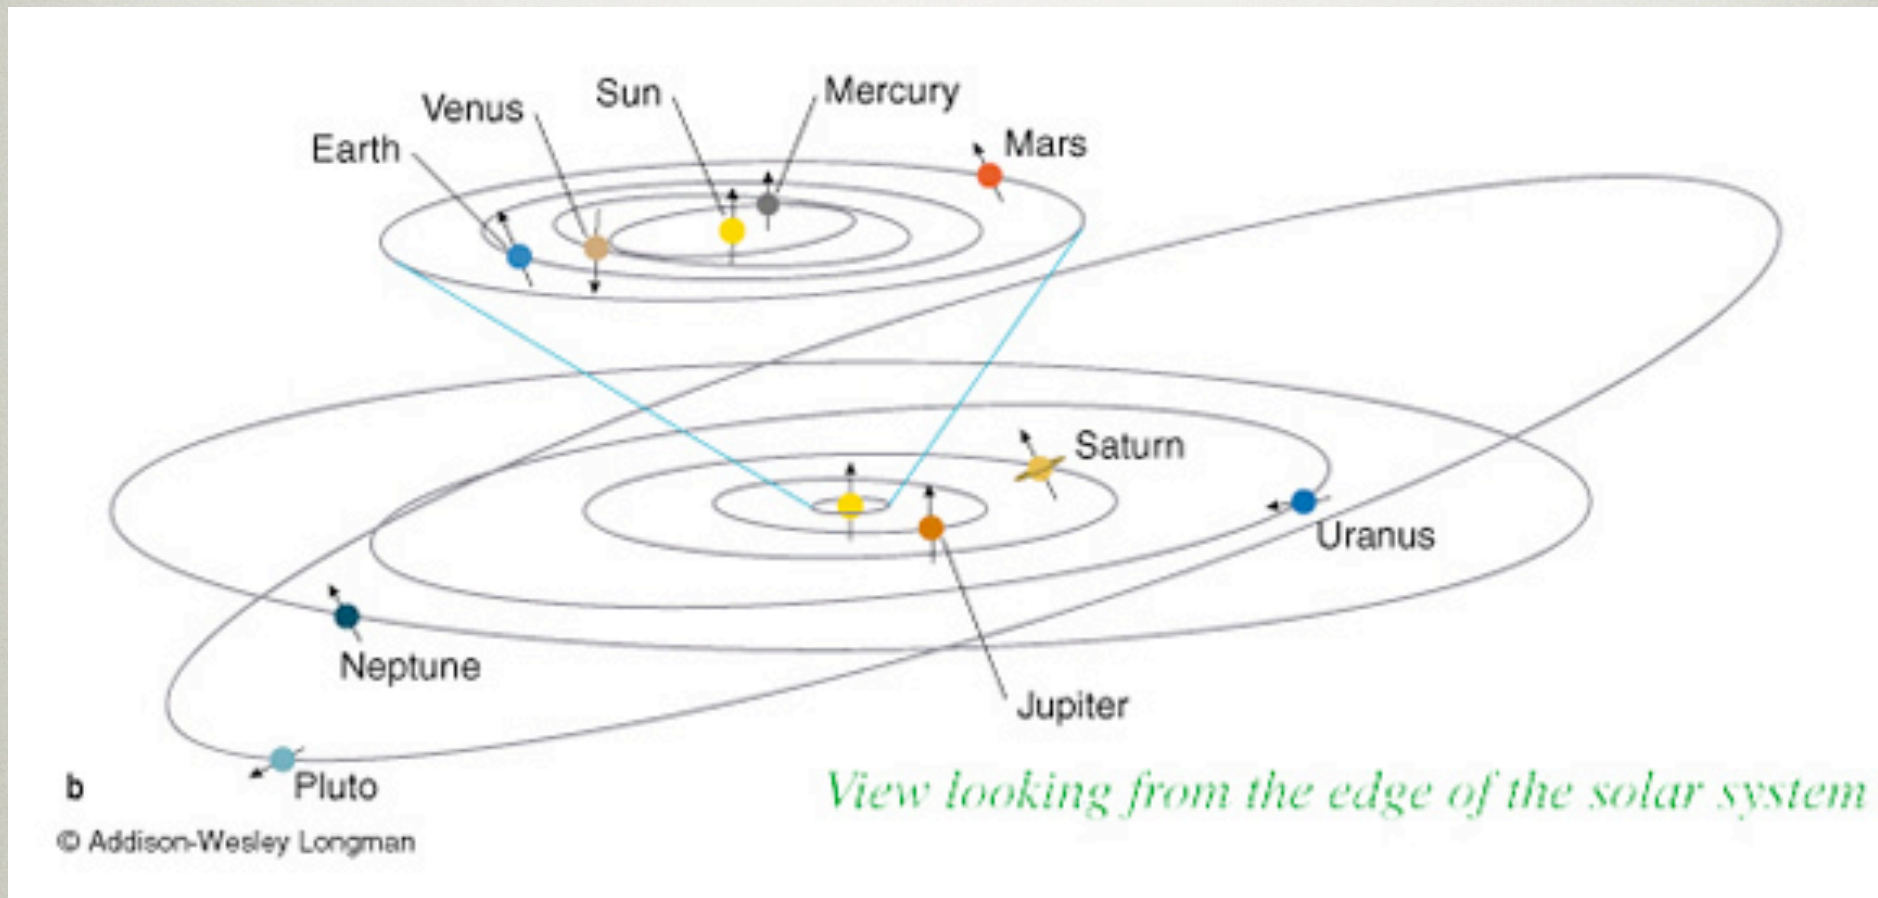 Venus
Sun
Mercury
Earth
Mars
Saturn
Uranus
Neptune
Jupiter
Pluto
b
View looking from the edge of the solar system
© Addison-Wesley Longman